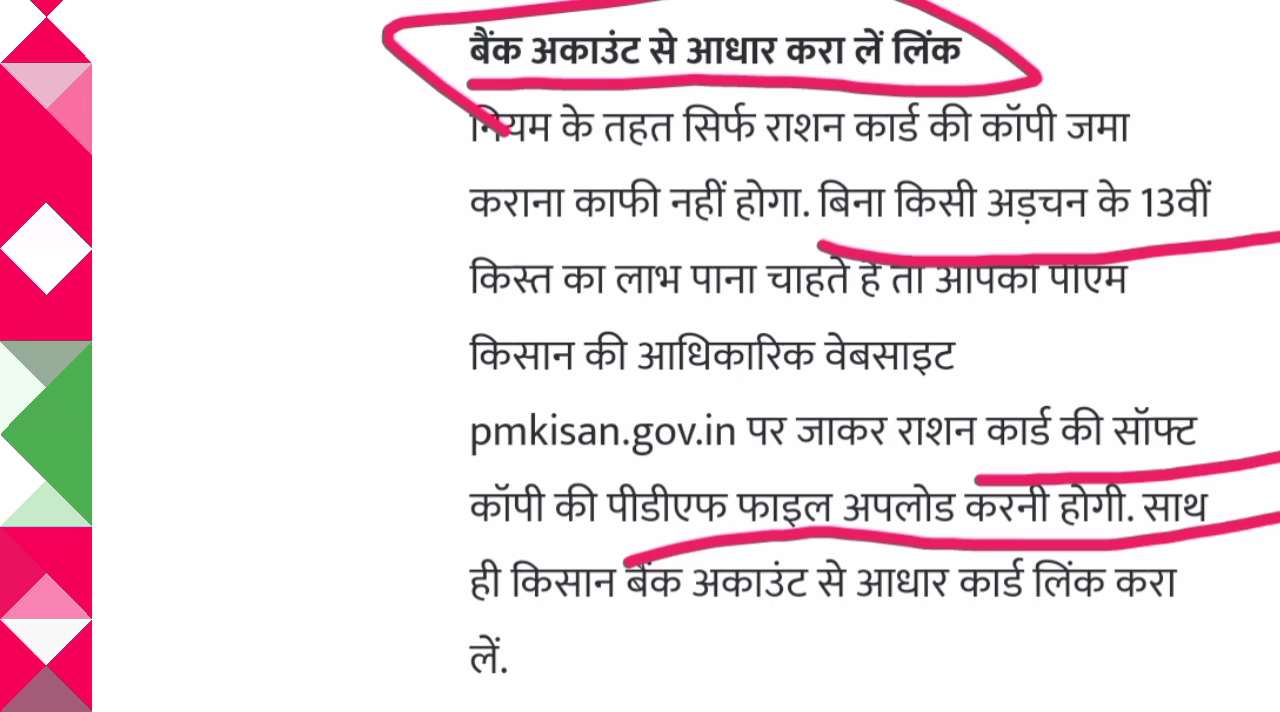 बैंक अकाउंट से आधार करा लें लिंक
नियम के तहत सिर्फ राशन कार्ड की कॉपी जमा
कराना काफी नहीं होगा. बिना किसी अड़चन के 13वीं
किस्त का लाभ पाना चाहते हैं तो आपको पीएम
किसान की आधिकारिक वेबसाइट
pmkisan.gov.in पर जाकर राशन कार्ड की सॉफ्ट
कॉपी की पीडीएफ फाइल अपलोड करनी होगी. साथ
ही किसान बैंक अकाउंट से आधार कार्ड लिंक करा
लें.